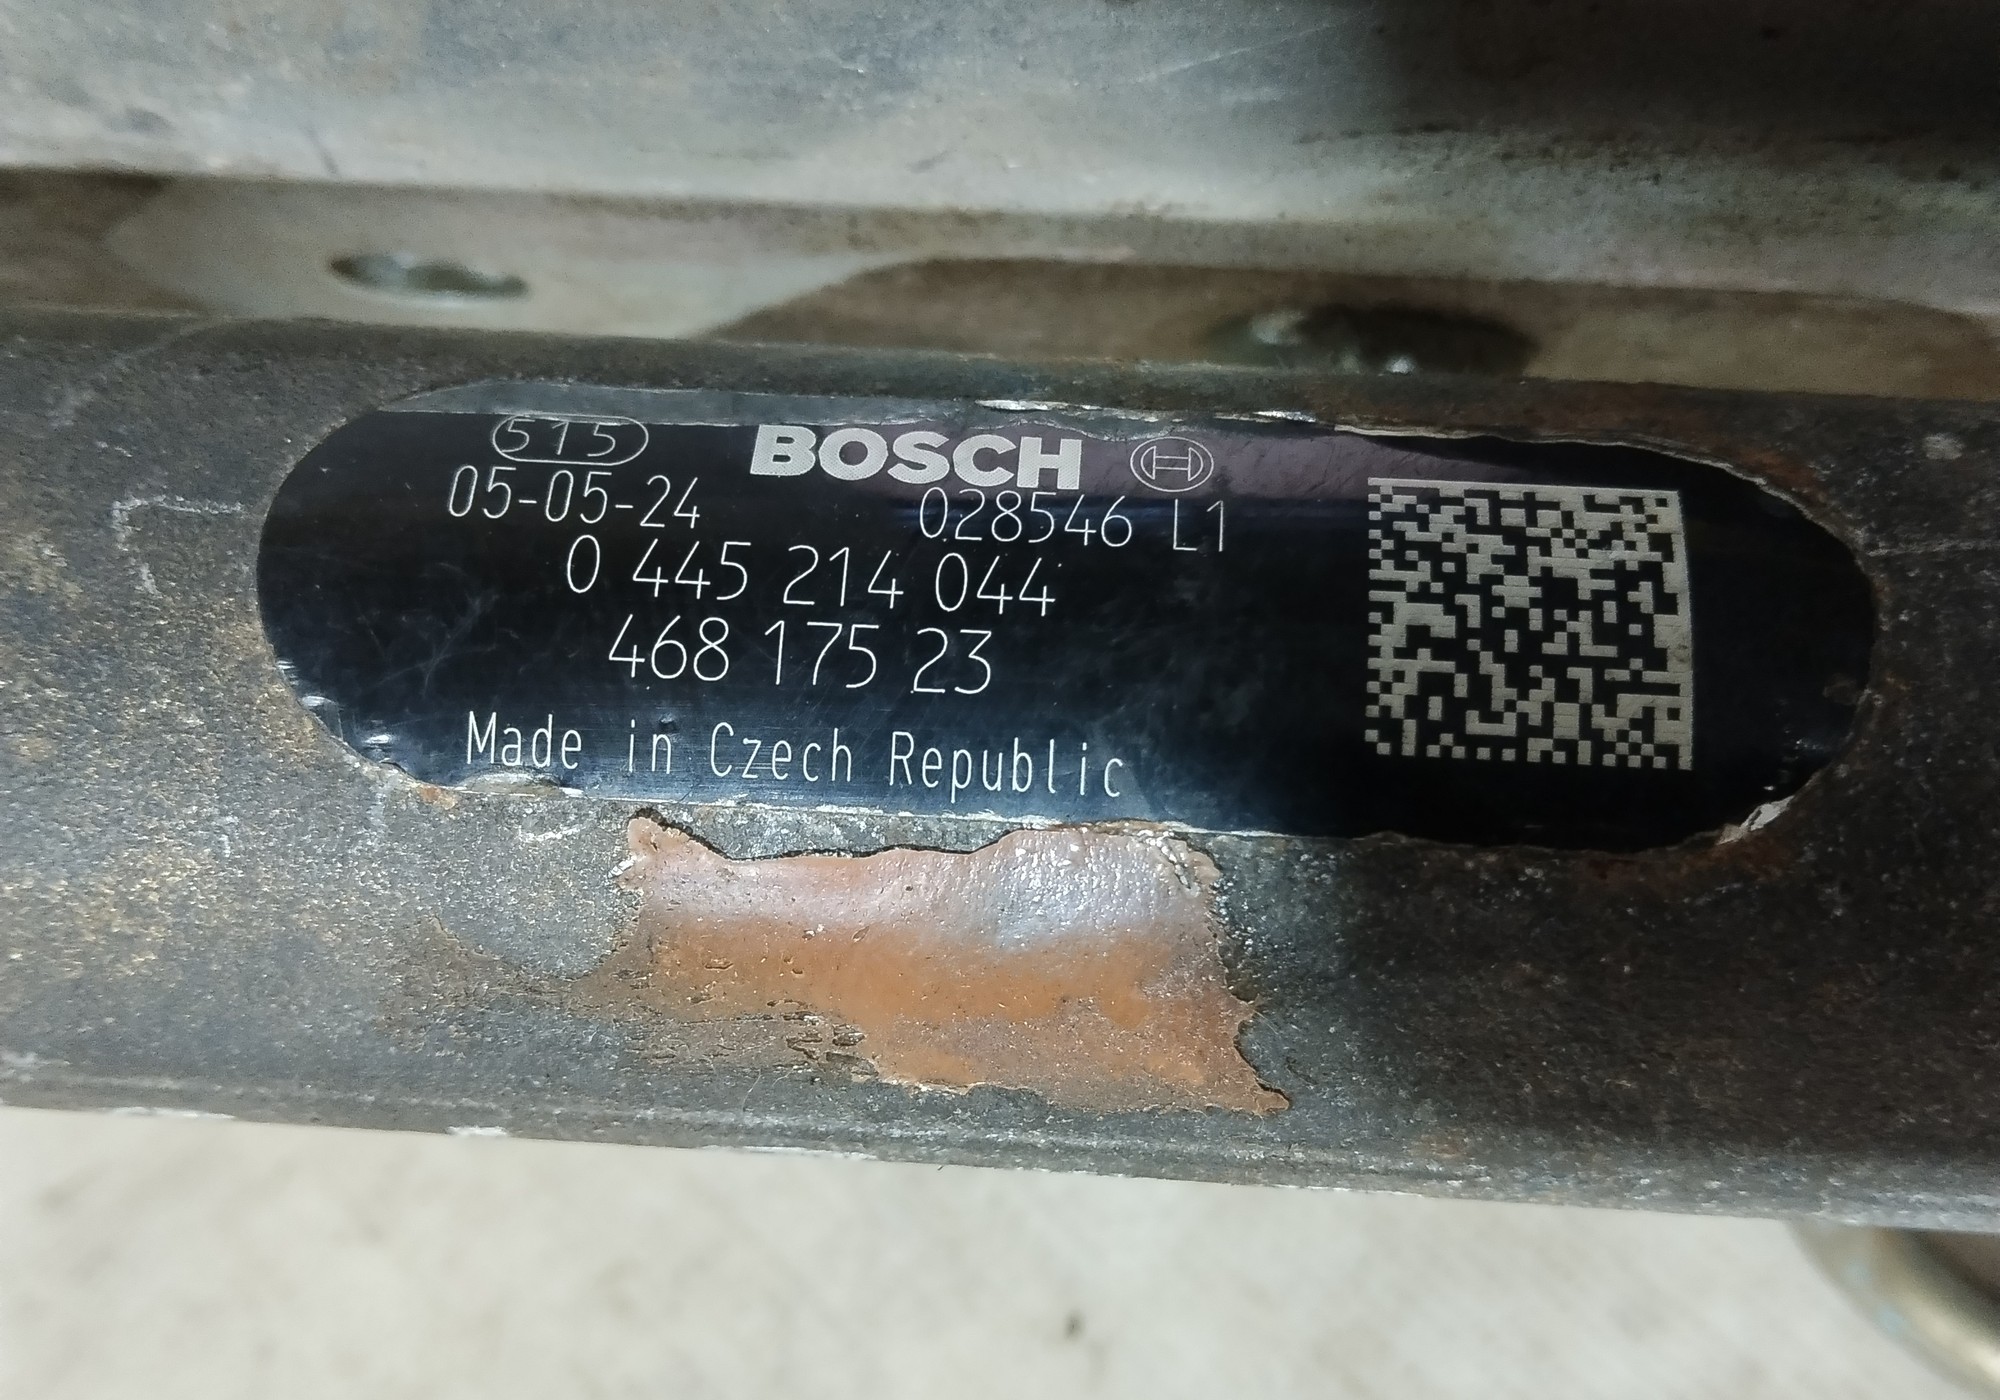 515 BOSCH
05-05-24 028546 L1
0 445 214 044
468 175 23
Made in Czech Republic